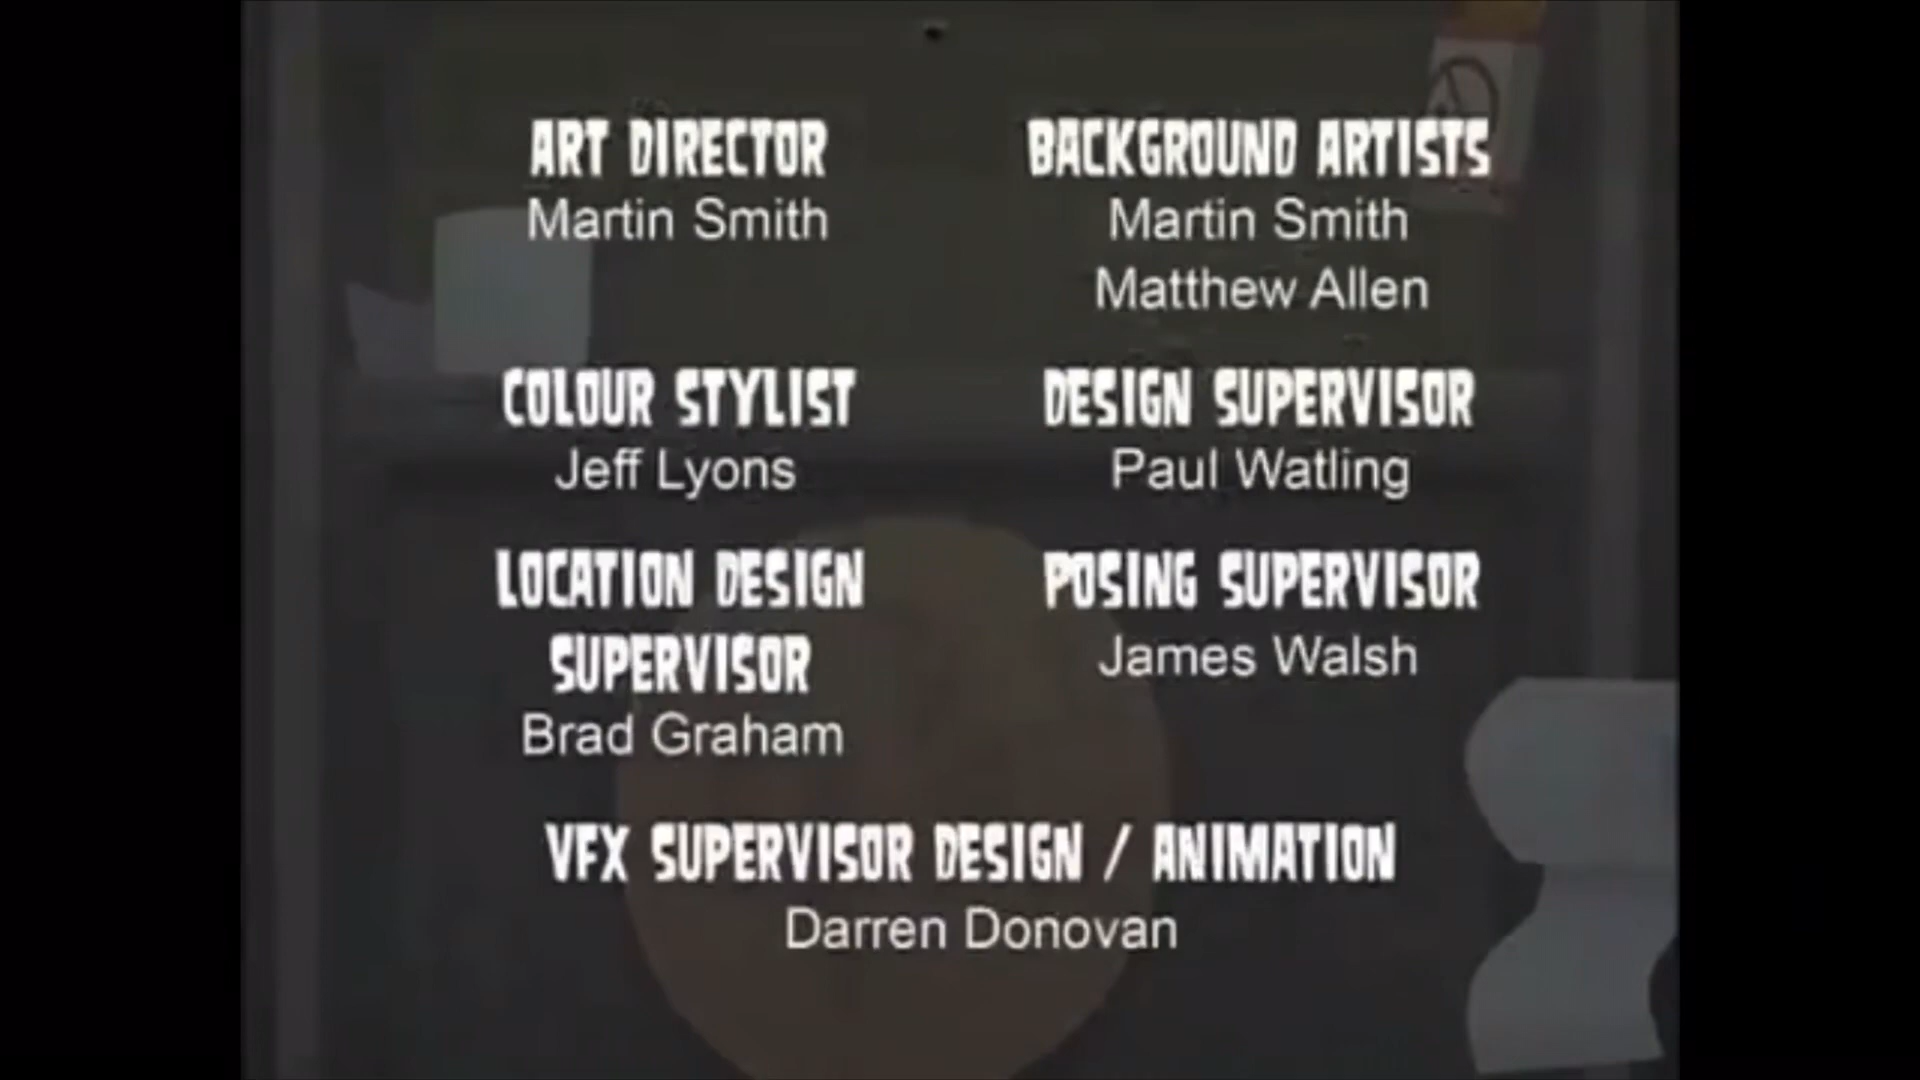 ART DIRECTOR
Martin Smith
BACKGROUND ARTISTS
Martin Smith
Matthew Allen
COLOUR STYLIST
Jeff Lyons
DESIGN SUPERVISOR
Paul Watling
LOCATION DESIGN
SUPERVISOR
Brad Graham
POSING SUPERVISOR
James Walsh
VFX SUPERVISOR DESIGN / ANIMATION
Darren Donovan